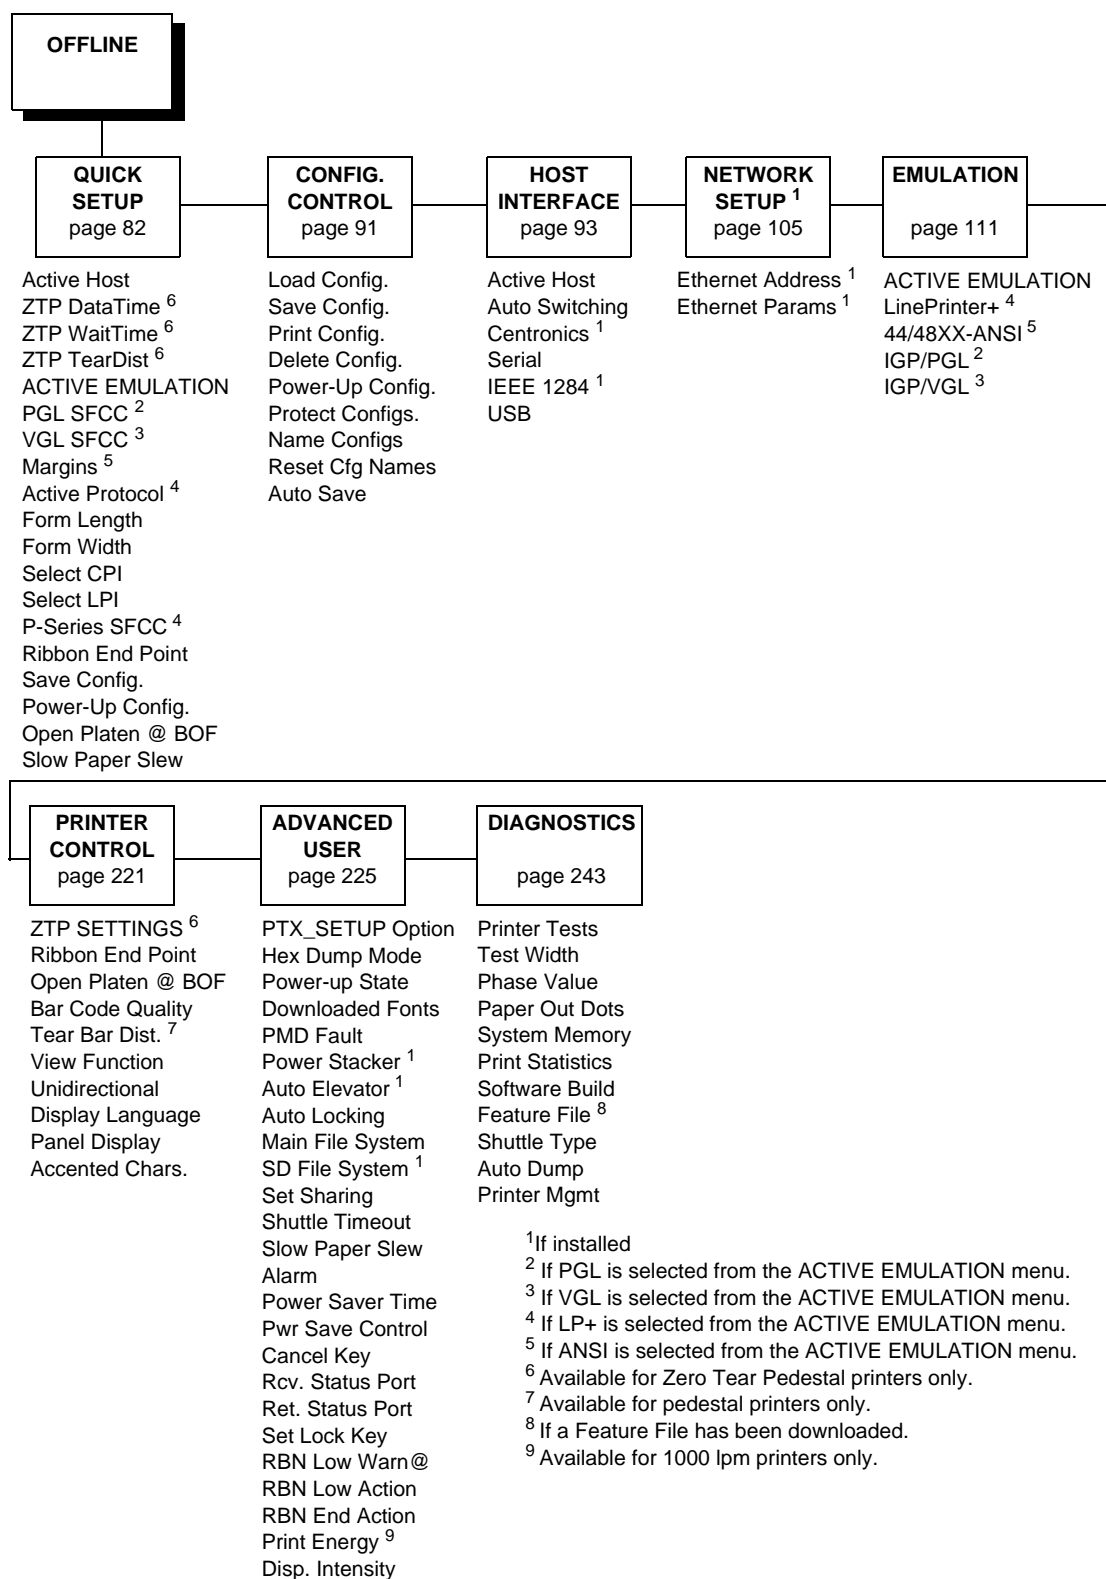 OFFLINE
QUICK
SETUP
page 82
CONFIG.
CONTROL
page 91
HOST
INTERFACE
page 93
NETWORK
SETUP 1
page 105
EMULATION
page 111
Active Host
ZTP DataTime 6
ZTP WaitTime 6
ZTP TearDist 6
ACTIVE EMULATION
PGL SFCC 2
VGL SFCC 3
Margins 5
Active Protocol 4
Form Length
Form Width
Select CPI
Select LPI
P-Series SFCC 4
Ribbon End Point
Save Config.
Power-Up Config.
Open Platen @ BOF
Slow Paper Slew
Load Config.
Save Config.
Print Config.
Delete Config.
Power-Up Config.
Protect Configs.
Name Configs
Reset Cfg Names
Auto Save
Active Host
Auto Switching
Centronics 1
Serial
IEEE 1284 1
USB
Ethernet Address 1
Ethernet Params 1
ACTIVE EMULATION
LinePrinter+ 4
44/48XX-ANSI 5
IGP/PGL 2
IGP/VGL 3
PRINTER
CONTROL
page 221
ADVANCED
USER
page 225
DIAGNOSTICS
page 243
ZTP SETTINGS 6
Ribbon End Point
Open Platen @ BOF
Bar Code Quality
Tear Bar Dist. 7
View Function
Unidirectional
Display Language
Panel Display
Accented Chars.
PTX_SETUP Option
Hex Dump Mode
Power-up State
Downloaded Fonts
PMD Fault
Power Stacker 1
Auto Elevator 1
Auto Locking
Main File System
SD File System 1
Set Sharing
Shuttle Timeout
Slow Paper Slew
Alarm
Power Saver Time
Pwr Save Control
Cancel Key
Rcv. Status Port
Ret. Status Port
Set Lock Key
RBN Low Warn@
RBN Low Action
RBN End Action
Print Energy 9
Disp. Intensity
Printer Tests
Test Width
Phase Value
Paper Out Dots
System Memory
Print Statistics
Software Build
Feature File 8
Shuttle Type
Auto Dump
Printer Mgmt
1If installed
2 If PGL is selected from the ACTIVE EMULATION menu.
3 If VGL is selected from the ACTIVE EMULATION menu.
4 If LP+ is selected from the ACTIVE EMULATION menu.
5 If ANSI is selected from the ACTIVE EMULATION menu.
6 Available for Zero Tear Pedestal printers only.
7 Available for pedestal printers only.
8 If a Feature File has been downloaded.
9 Available for 1000 lpm printers only.